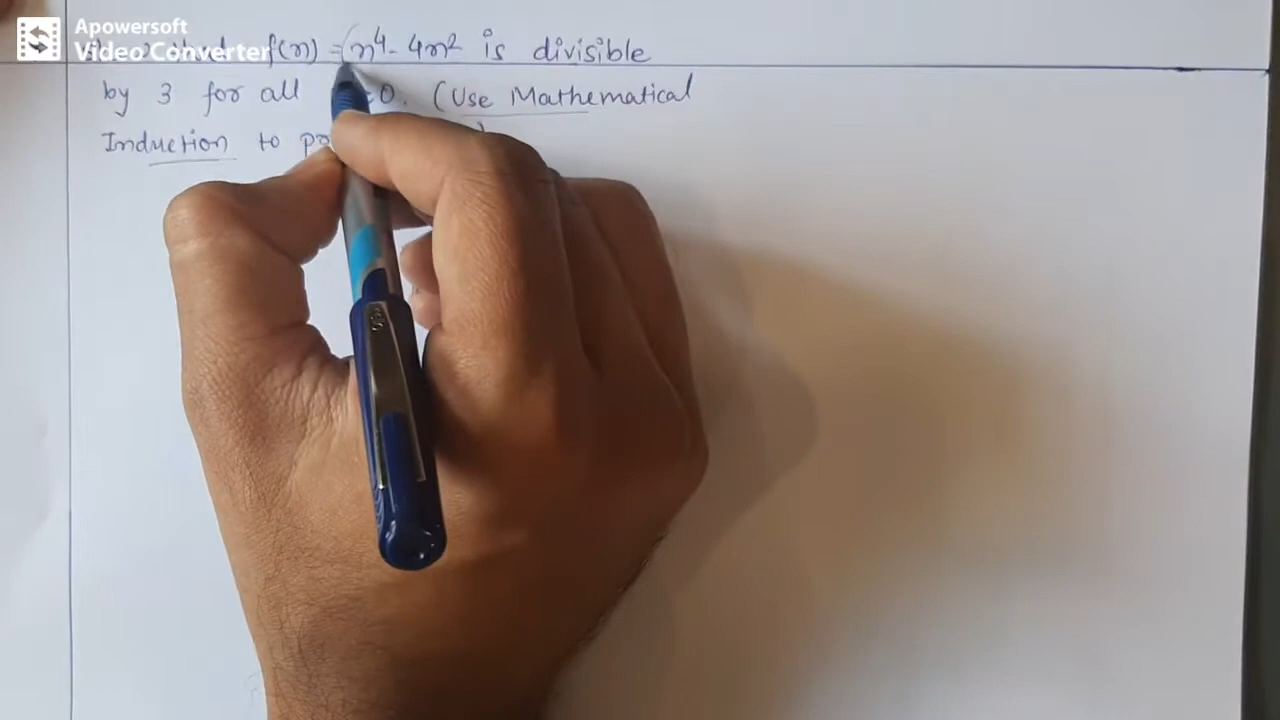 Apowersoft
Video Converter
f(n) = (n⁴ - 4n² is divisible
by 3 for all 0. (Use Mathematical
Induction to